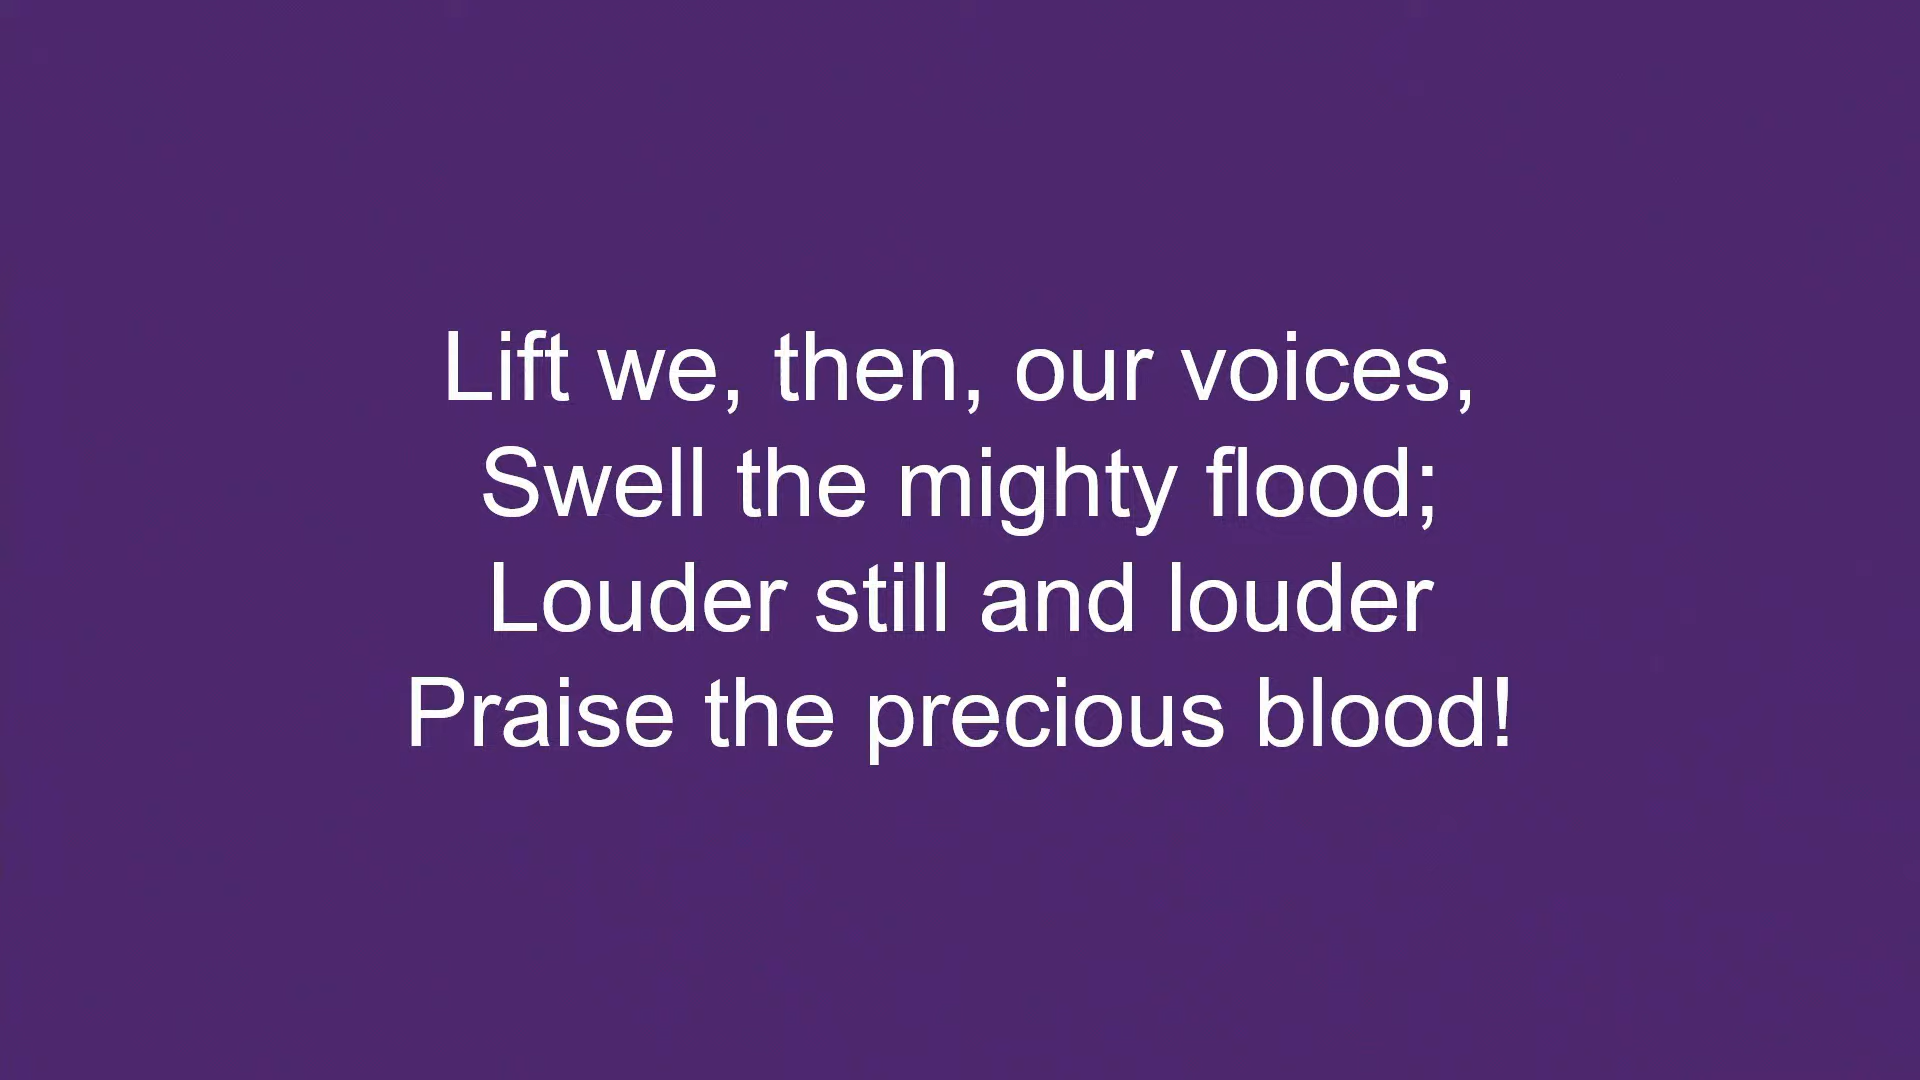 Lift we, then, our voices,
Swell the mighty flood;
Louder still and louder
Praise the precious blood!